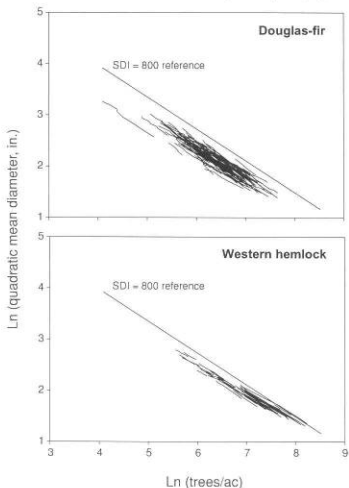 5
Douglas-fir
4
SDI = 800 reference
3
2
1
5
Western hemlock
4
SDI = 800 reference
3
2
1
3 4 5 6 7 8 9
Ln (quadratic mean diameter, in.)
Ln (trees/ac)